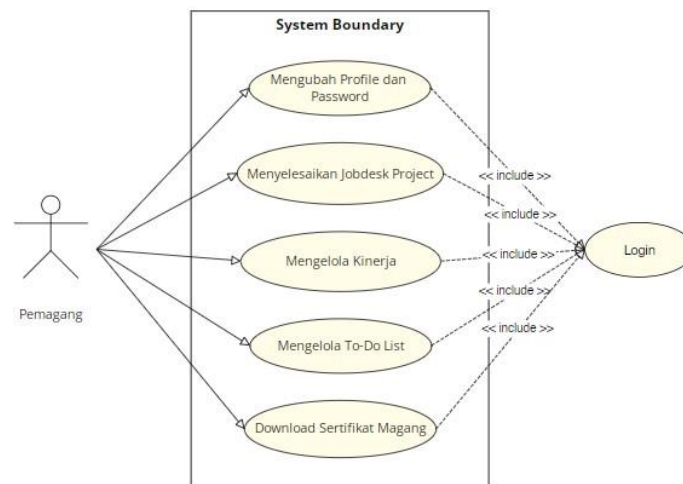 System Boundary
Mengubah Profile dan
Password
Menyelesaikan Jobdesk Project
Mengelola Kinerja
Mengelola To-Do List
Download Sertifikat Magang
Pemagang
<< include >>
<< include >>
<< include >>
<< include >>
<< include >>
Login